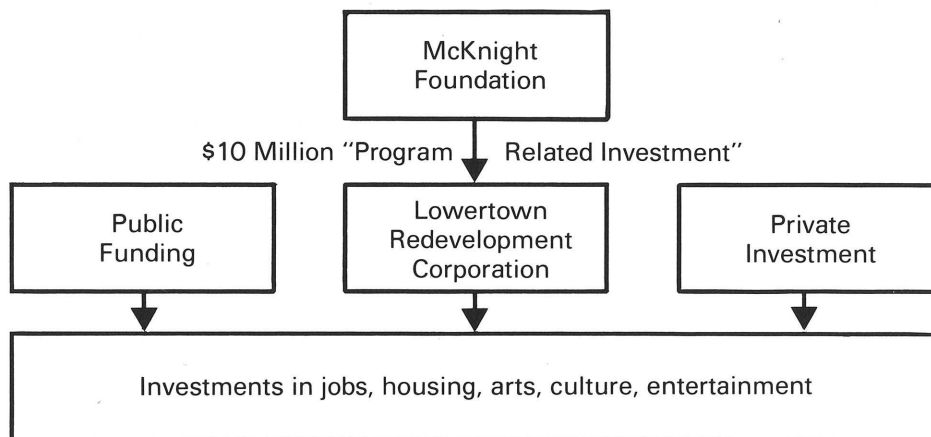 McKnight
Foundation
$10 Million “Program Related Investment”
Public
Funding
Lowertown
Redevelopment
Corporation
Private
Investment
Investments in jobs, housing, arts, culture, entertainment